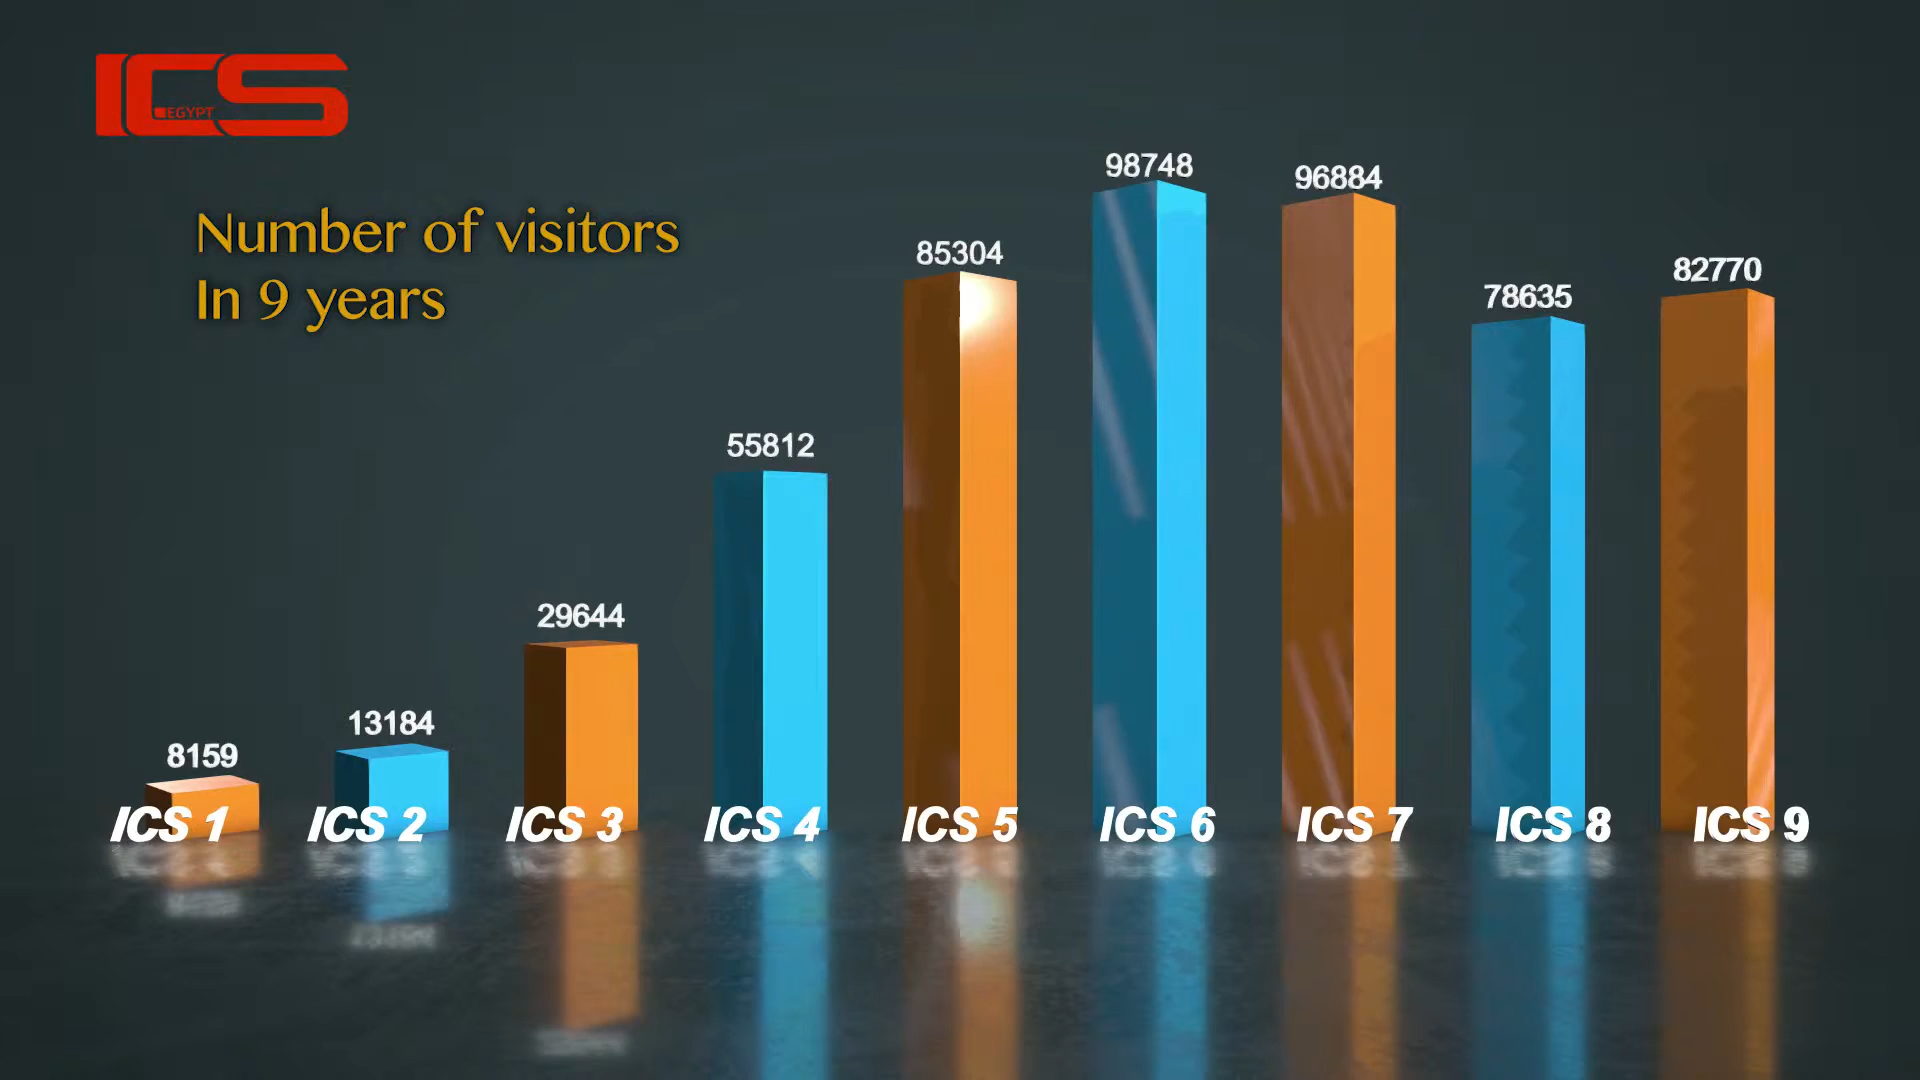 ICS
EGYPT
Number of visitors
In 9 years
8159
13184
29644
55812
85304
98748
96884
78635
82770
ICS 1
ICS 2
ICS 3
ICS 4
ICS 5
ICS 6
ICS 7
ICS 8
ICS 9